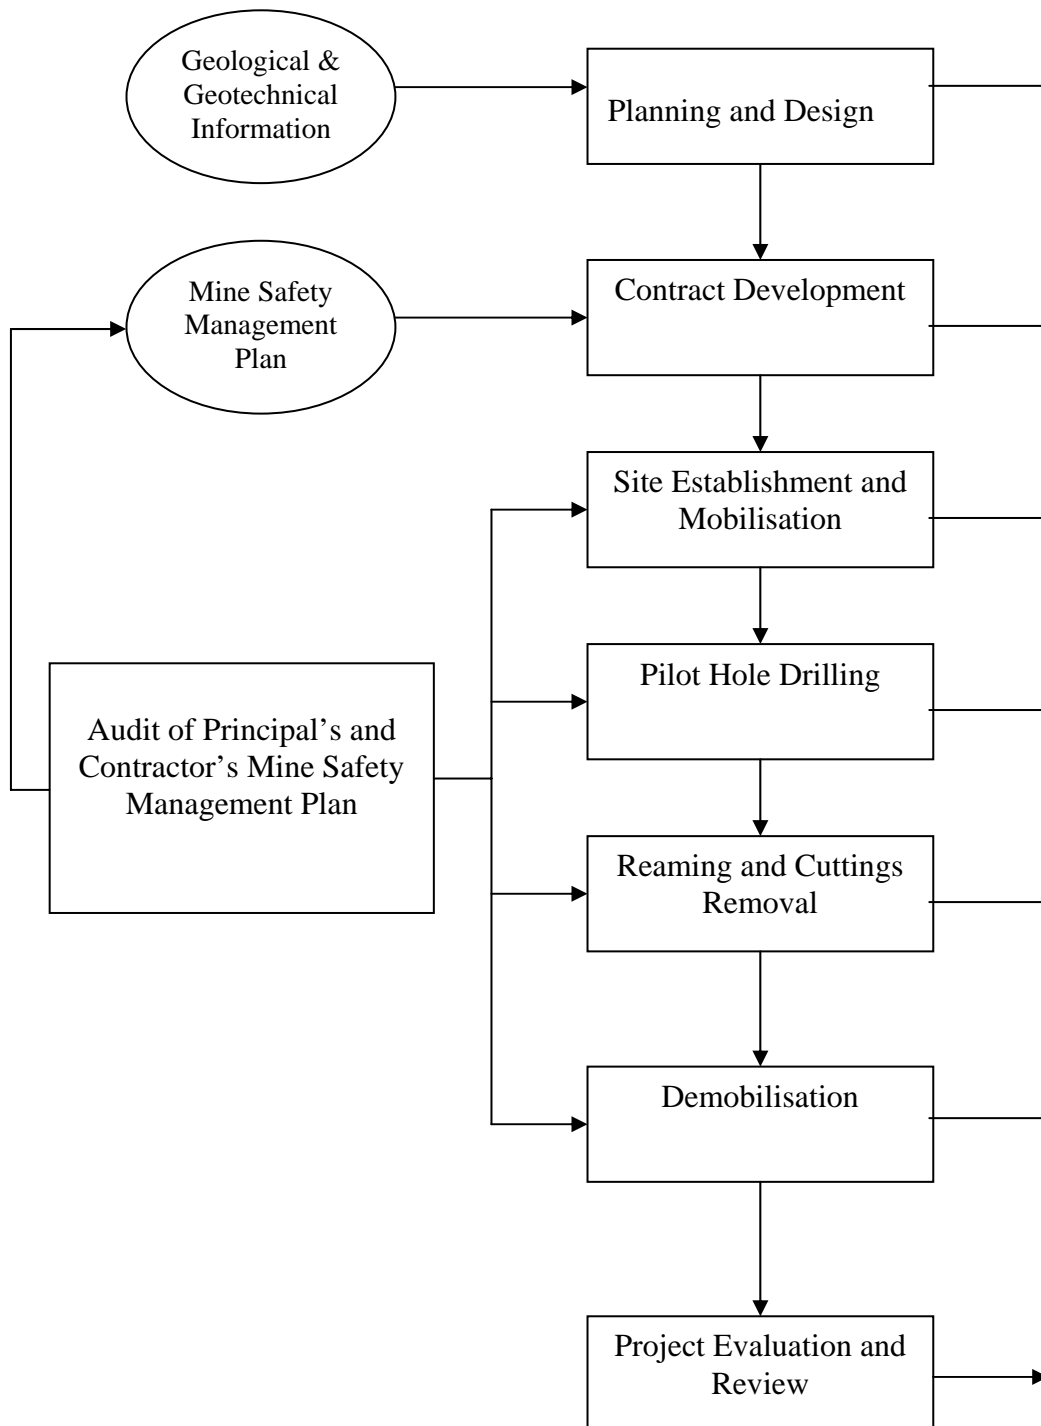 Geological &
Geotechnical
Information
Planning and Design
Mine Safety
Management
Plan
Contract Development
Site Establishment and
Mobilisation
Pilot Hole Drilling
Audit of Principal’s and
Contractor’s Mine Safety
Management Plan
Reaming and Cuttings
Removal
Demobilisation
Project Evaluation and
Review